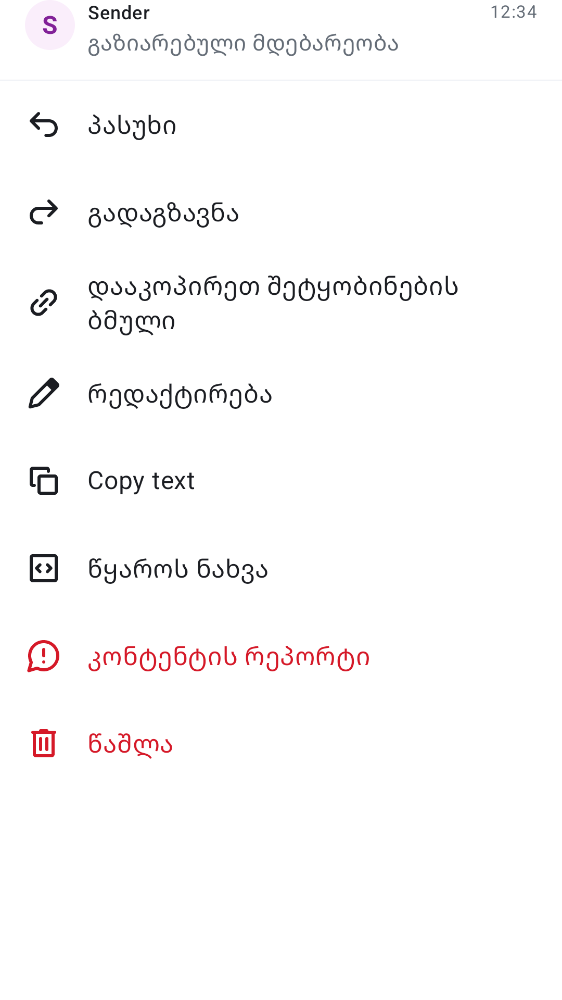 S
Sender
12:34
გაზიარებული მდებარეობა
პასუხი
გადაგზავნა
დააკოპირეთ შეტყობინების
ბმული
რედაქტირება
Copy text
წყაროს ნახვა
კონტენტის რეპორტი
წაშლა